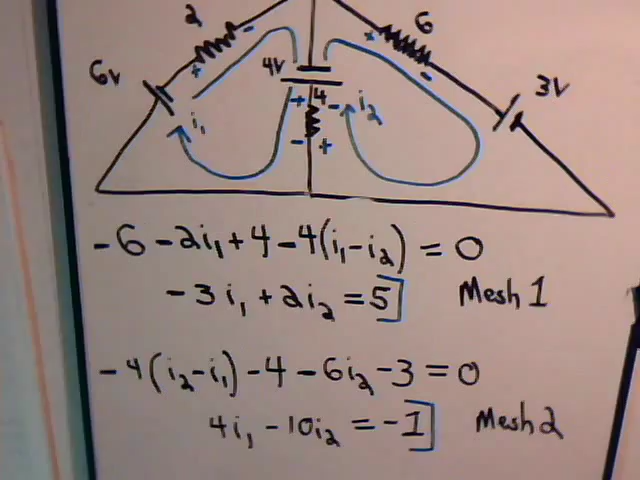 2
6
6v
4v
3v
+ -
+ -
+ 4 -
- +
i₁
i₂
-6 -2i₁ +4 -4(i₁-i₂) = 0
-3i₁ + 2i₂ = 5] Mesh 1
-4(i₂-i₁) -4 -6i₂ -3 = 0
4i₁ -10i₂ = -1] Mesh 2